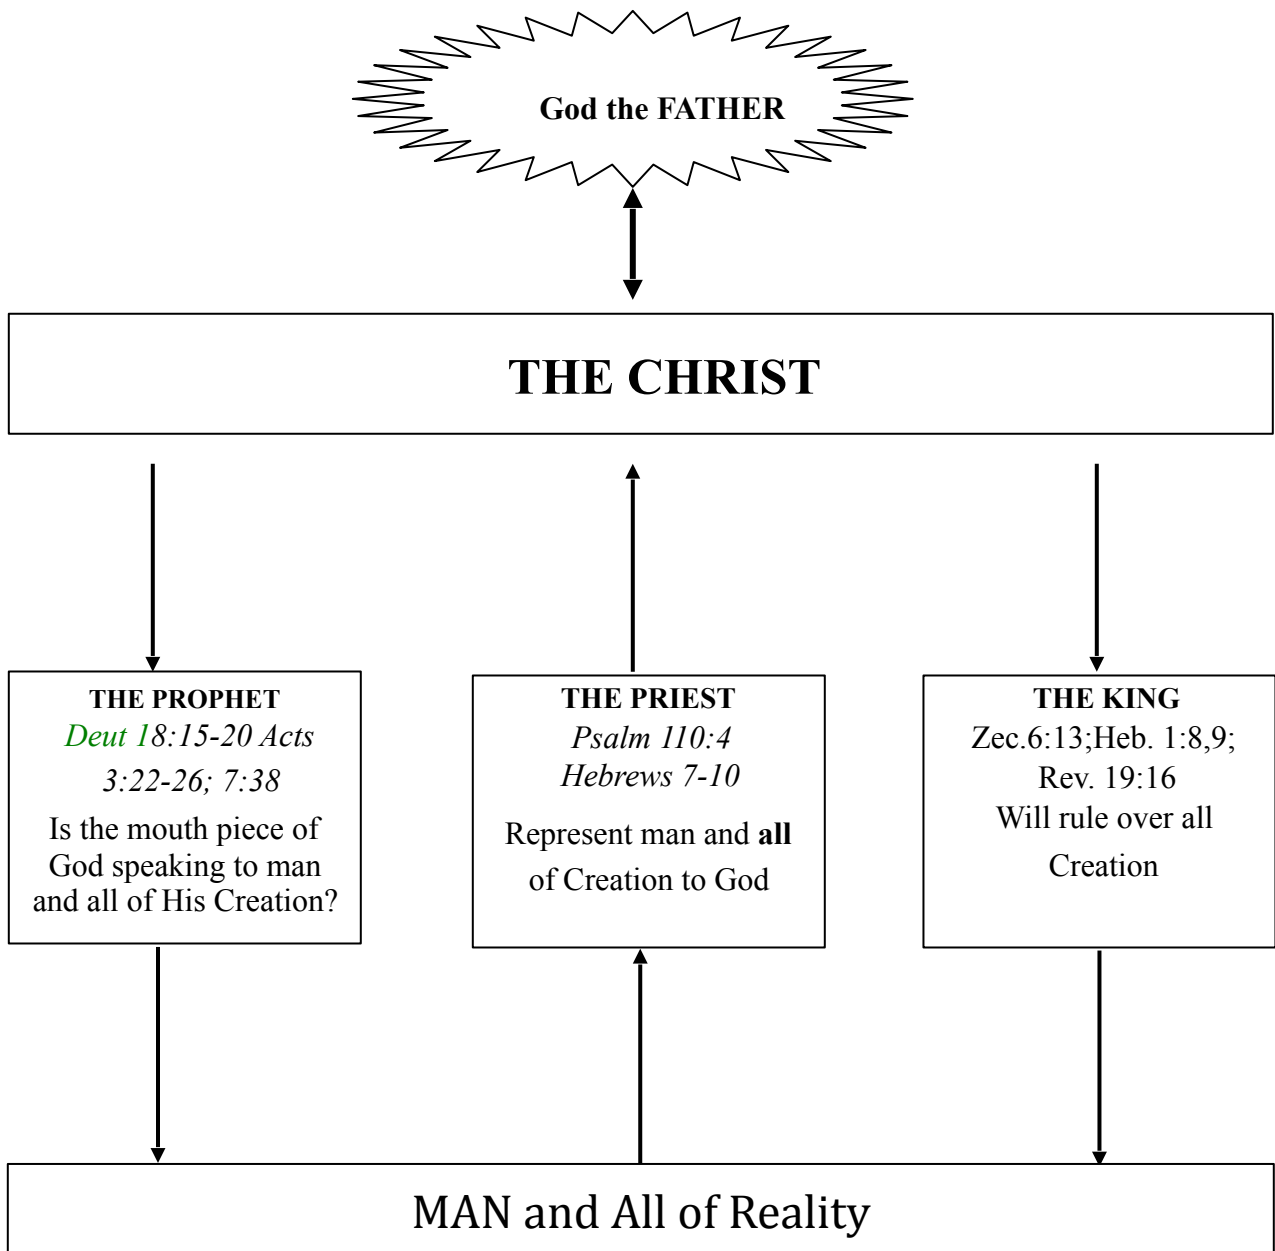 God the FATHER
THE CHRIST
THE PROPHET
Deut 18:15-20 Acts
3:22-26; 7:38
Is the mouth piece of
God speaking to man
and all of His Creation?
THE PRIEST
Psalm 110:4
Hebrews 7-10
Represent man and all
of Creation to God
THE KING
Zec.6:13;Heb. 1:8,9;
Rev. 19:16
Will rule over all
Creation
MAN and All of Reality